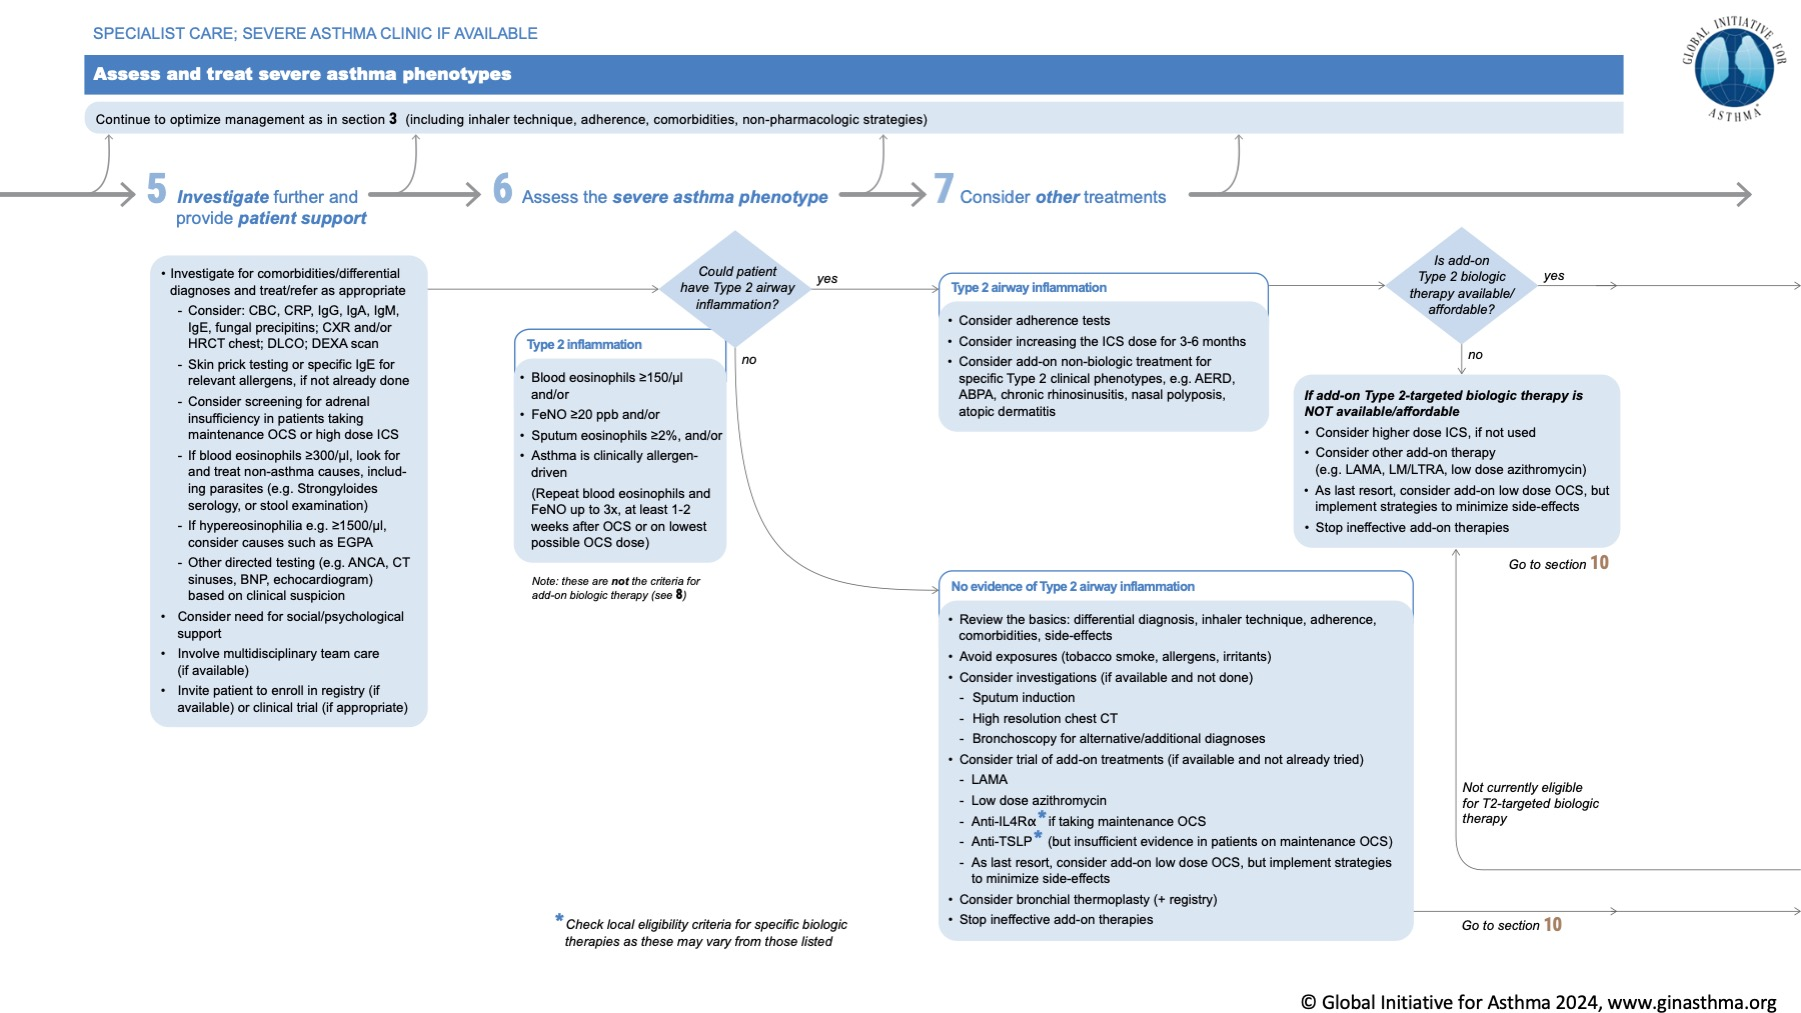 SPECIALIST CARE; SEVERE ASTHMA CLINIC IF AVAILABLE
GLOBAL INITIATIVE FOR
ASTHMA
Assess and treat severe asthma phenotypes
Continue to optimize management as in section 3 (including inhaler technique, adherence, comorbidities, non-pharmacologic strategies)
5 Investigate further and
provide patient support
6 Assess the severe asthma phenotype
7 Consider other treatments
• Investigate for comorbidities/differential
diagnoses and treat/refer as appropriate
- Consider: CBC, CRP, IgG, IgA, IgM,
IgE, fungal precipitins; CXR and/or
HRCT chest; DLCO; DEXA scan
- Skin prick testing or specific IgE for
relevant allergens, if not already done
- Consider screening for adrenal
insufficiency in patients taking
maintenance OCS or high dose ICS
- If blood eosinophils ≥300/μl, look for
and treat non-asthma causes, includ-
ing parasites (e.g. Strongyloides
serology, or stool examination)
- If hypereosinophilia e.g. ≥1500/μl,
consider causes such as EGPA
- Other directed testing (e.g. ANCA, CT
sinuses, BNP, echocardiogram)
based on clinical suspicion
• Consider need for social/psychological
support
• Involve multidisciplinary team care
(if available)
• Invite patient to enroll in registry (if
available) or clinical trial (if appropriate)
Could patient
have Type 2 airway
inflammation?
yes
no
Type 2 inflammation
• Blood eosinophils ≥150/μl
and/or
• FeNO ≥20 ppb and/or
• Sputum eosinophils ≥2%, and/or
• Asthma is clinically allergen-
driven
(Repeat blood eosinophils and
FeNO up to 3x, at least 1-2
weeks after OCS or on lowest
possible OCS dose)
Note: these are not the criteria for
add-on biologic therapy (see 8)
Type 2 airway inflammation
• Consider adherence tests
• Consider increasing the ICS dose for 3-6 months
• Consider add-on non-biologic treatment for
specific Type 2 clinical phenotypes, e.g. AERD,
ABPA, chronic rhinosinusitis, nasal polyposis,
atopic dermatitis
Is add-on
Type 2 biologic
therapy available/
affordable?
yes
no
If add-on Type 2-targeted biologic therapy is
NOT available/affordable
• Consider higher dose ICS, if not used
• Consider other add-on therapy
(e.g. LAMA, LM/LTRA, low dose azithromycin)
• As last resort, consider add-on low dose OCS, but
implement strategies to minimize side-effects
• Stop ineffective add-on therapies
Go to section 10
No evidence of Type 2 airway inflammation
• Review the basics: differential diagnosis, inhaler technique, adherence,
comorbidities, side-effects
• Avoid exposures (tobacco smoke, allergens, irritants)
• Consider investigations (if available and not done)
- Sputum induction
- High resolution chest CT
- Bronchoscopy for alternative/additional diagnoses
• Consider trial of add-on treatments (if available and not already tried)
- LAMA
- Low dose azithromycin
- Anti-IL4Rα* if taking maintenance OCS
- Anti-TSLP* (but insufficient evidence in patients on maintenance OCS)
- As last resort, consider add-on low dose OCS, but implement strategies
to minimize side-effects
• Consider bronchial thermoplasty (+ registry)
• Stop ineffective add-on therapies
Not currently eligible
for T2-targeted biologic
therapy
Go to section 10
* Check local eligibility criteria for specific biologic
therapies as these may vary from those listed
© Global Initiative for Asthma 2024, www.ginasthma.org